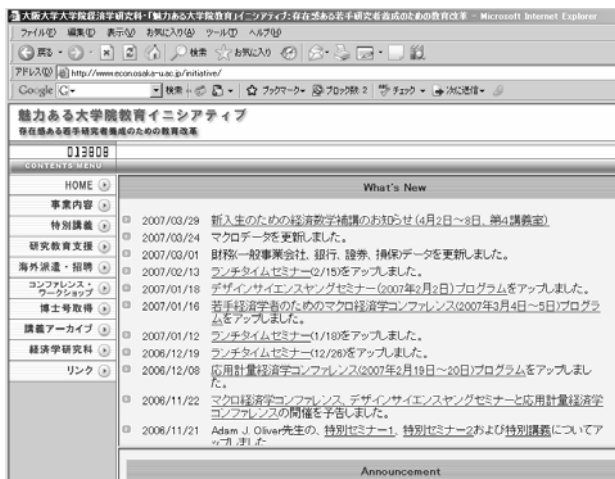 大阪大学大学院経済学研究科-「魅力ある大学院教育」イニシアティブ:存在感ある若手研究者養成のための教育改革 - Microsoft Internet Explorer
ファイル(F) 編集(E) 表示(V) お気に入り(A) ツール(T) ヘルプ(H)
戻る 検索 お気に入り
アドレス(D) http://www.econ.osaka-u.ac.jp/initiative/
Google G 検索 ブックマーク ブロック数: 2 チェック 次に送信
魅力ある大学院教育イニシアティブ
存在感ある若手研究者養成のための教育改革
013808
CONTENTS MENU
HOME
事業内容
特別講義
研究教育支援
海外派遣・招聘
コンファレンス・
ワークショップ
博士号取得
講義アーカイブ
経済学研究科
リンク
What's New
2007/03/29 新入生のための経済数学補講のお知らせ(4月2日~8日、第4講義室)
2007/03/24 マクロデータを更新しました。
2007/03/01 財務(一般事業会社、銀行、証券、損保)データを更新しました。
2007/02/13 ランチタイムセミナー(2/15)をアップしました。
2007/01/18 デザインサイエンスヤングセミナー(2007年2月2日)プログラムをアップしました。
2007/01/16 若手経済学者のためのマクロ経済学コンファレンス(2007年3月4日~5日)プログラ
ムをアップしました。
2007/01/12 ランチタイムセミナー(1/18)をアップしました。
2006/12/19 ランチタイムセミナー(12/26)をアップしました。
2006/12/08 応用計量経済学コンファレンス(2007年2月19日~20日)プログラムをアップしまし
た。
2006/11/22 マクロ経済学コンファレンス、デザインサイエンスヤングセミナーと応用計量経済学
コンファレンスの開催を予告しました。
2006/11/21 Adam J. Oliver先生の、特別セミナー1、特別セミナー2および特別講義についてア
ップしました
Announcement